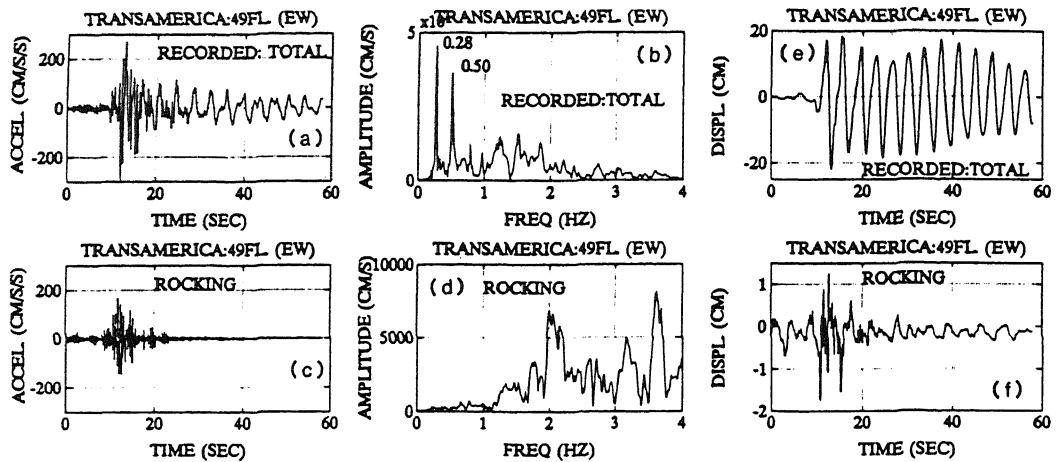 TRANSAMERICA:49FL. (EW)
ACCEL. (CM/S/S)
200
0
-200
RECORDED: TOTAL
(a)
0 20 40 60
TIME (SEC)
TRANSAMERICA:49FL. (EW)
AMPLITUDE (CM/S)
5
0
0.28
0.50
(b)
RECORDED:TOTAL
0 1 2 3 4
FREQ (HZ)
TRANSAMERICA:49FL. (EW)
DISPL. (CM)
20
0
-20
(e)
RECORDED:TOTAL
0 20 40 60
TIME (SEC)
TRANSAMERICA:49FL. (EW)
ACCEL. (CM/S/S)
200
0
-200
ROCKING
(c)
0 20 40 60
TIME (SEC)
TRANSAMERICA:49FL. (EW)
AMPLITUDE (CM/S)
10000
5000
0
(d) ROCKING
0 1 2 3 4
FREQ (HZ)
TRANSAMERICA:49FL. (EW)
DISPL. (CM)
1
0
-1
-2
ROCKING
(f)
0 20 40 60
TIME (SEC)